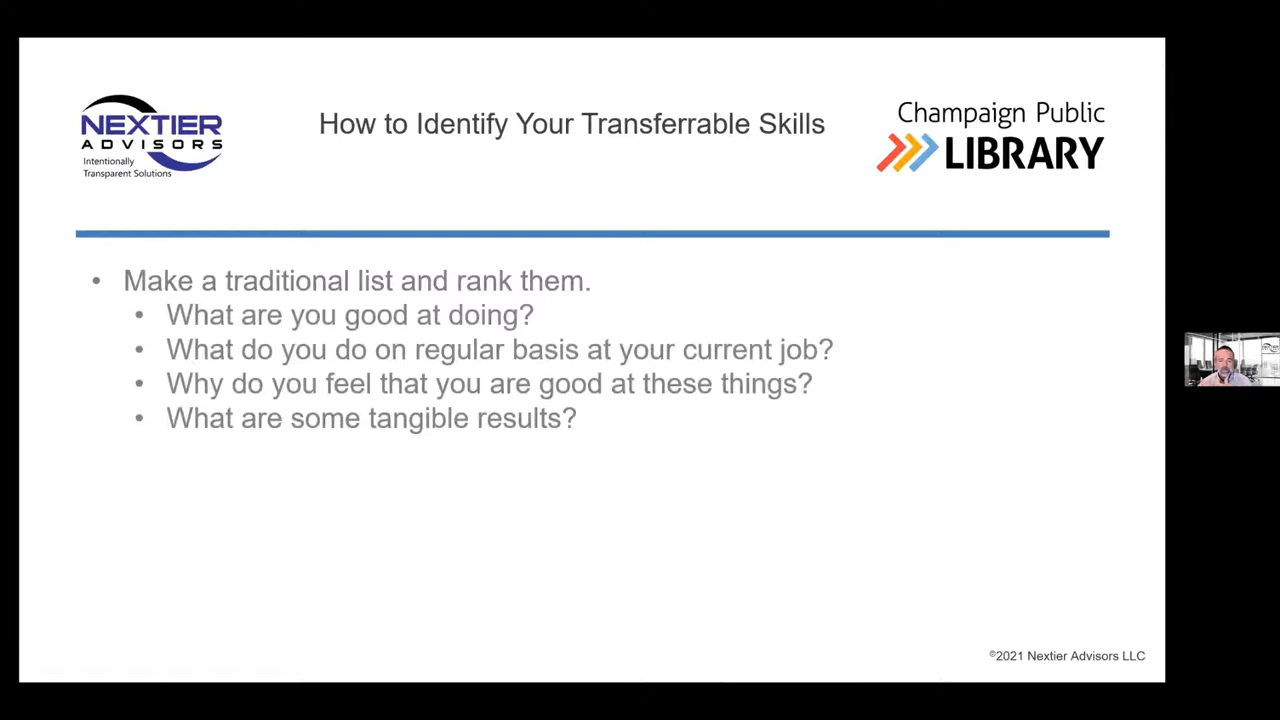 NEXTIER
ADVISORS
Intentionally
Transparent Solutions
How to Identify Your Transferrable Skills
Champaign Public
LIBRARY
• Make a traditional list and rank them.
• What are you good at doing?
• What do you do on regular basis at your current job?
• Why do you feel that you are good at these things?
• What are some tangible results?
©2021 Nextier Advisors LLC